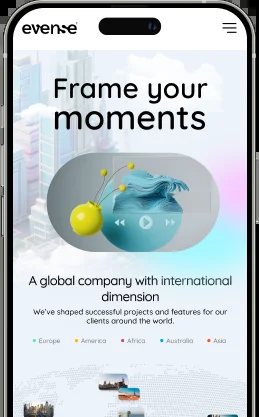 evense
Frame your
moments
A global company with international
dimension
We've shaped successful projects and features for our
clients around the world.
Europe America Africa Australia Asia